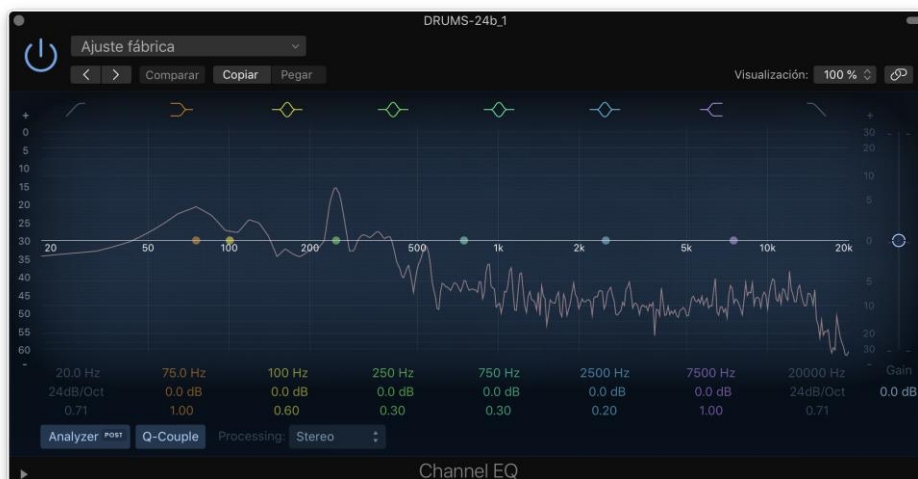 DRUMS-24b_1
Ajuste fábrica
Comparar Copiar Pegar Visualización: 100 %
+ +
0 30
5 20
10 10
15
20 5
25
30 20 50 100 200 500 1k 2k 5k 10k 20k 0
35
40 5
45
50 10
55 20
60 30
- -
20.0 Hz 75.0 Hz 100 Hz 250 Hz 750 Hz 2500 Hz 7500 Hz 20000 Hz Gain
24dB/Oct 0.0 dB 0.0 dB 0.0 dB 0.0 dB 0.0 dB 0.0 dB 24dB/Oct 0.0 dB
0.71 1.00 0.60 0.30 0.30 0.20 1.00 0.71
Analyzer POST Q-Couple Processing: Stereo
Channel EQ